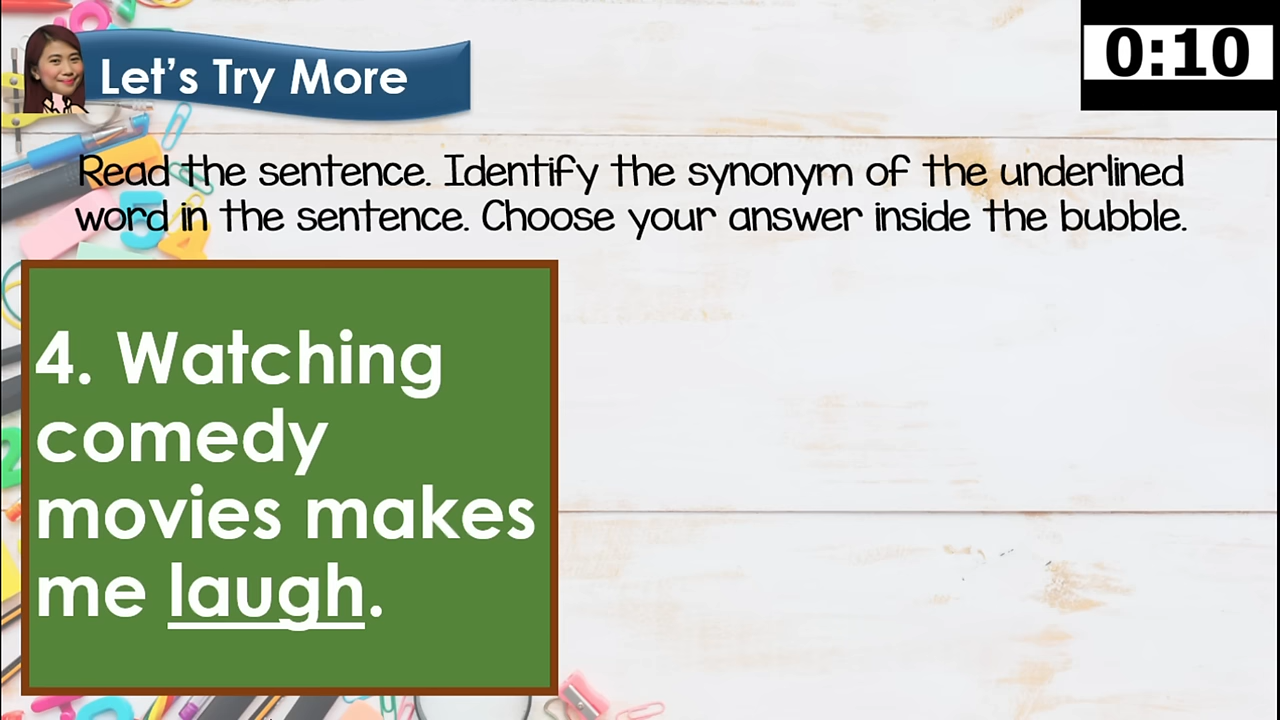 Let's Try More
0:10
Read the sentence. Identify the synonym of the underlined
word in the sentence. Choose your answer inside the bubble.
4. Watching
comedy
movies makes
me laugh.